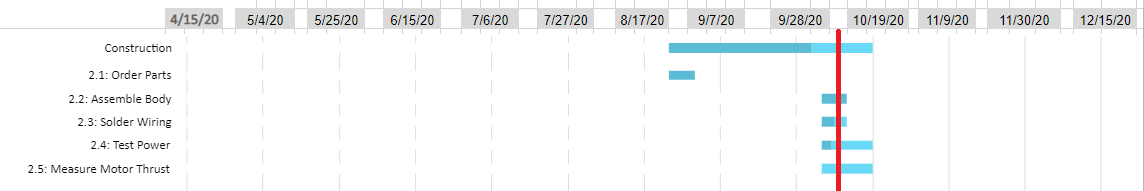 4/15/20 5/4/20 5/25/20 6/15/20 7/6/20 7/27/20 8/17/20 9/7/20 9/28/20 10/19/20 11/9/20 11/30/20 12/15/20
Construction
2.1: Order Parts
2.2: Assemble Body
2.3: Solder Wiring
2.4: Test Power
2.5: Measure Motor Thrust